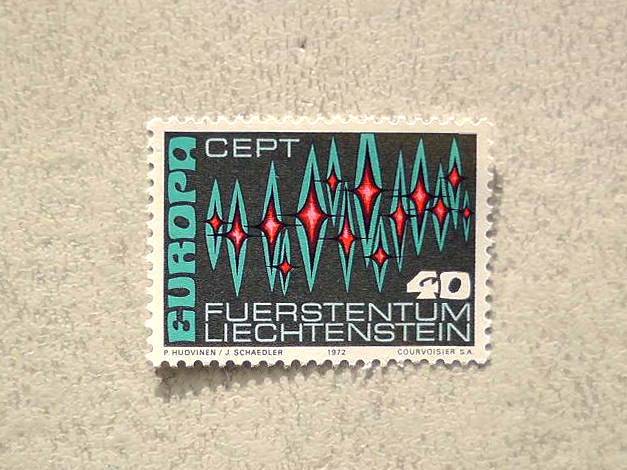 EUROPA
CEPT
40
FUERSTENTUM
LIECHTENSTEIN
P. HUOVINEN / J. SCHAEDLER 1972 COURVOISIER S.A.